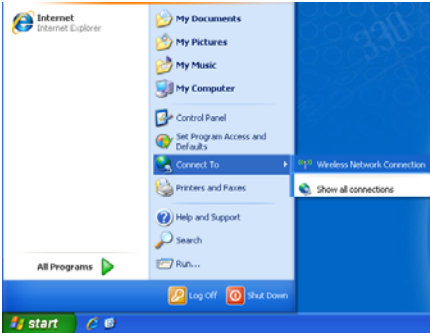 Internet
Internet Explorer
My Documents
My Pictures
My Music
My Computer
Control Panel
Set Program Access and
Defaults
Connect To
Wireless Network Connection
Show all connections
Printers and Faxes
Help and Support
Search
Run...
All Programs
Log Off
Shut Down
start
330